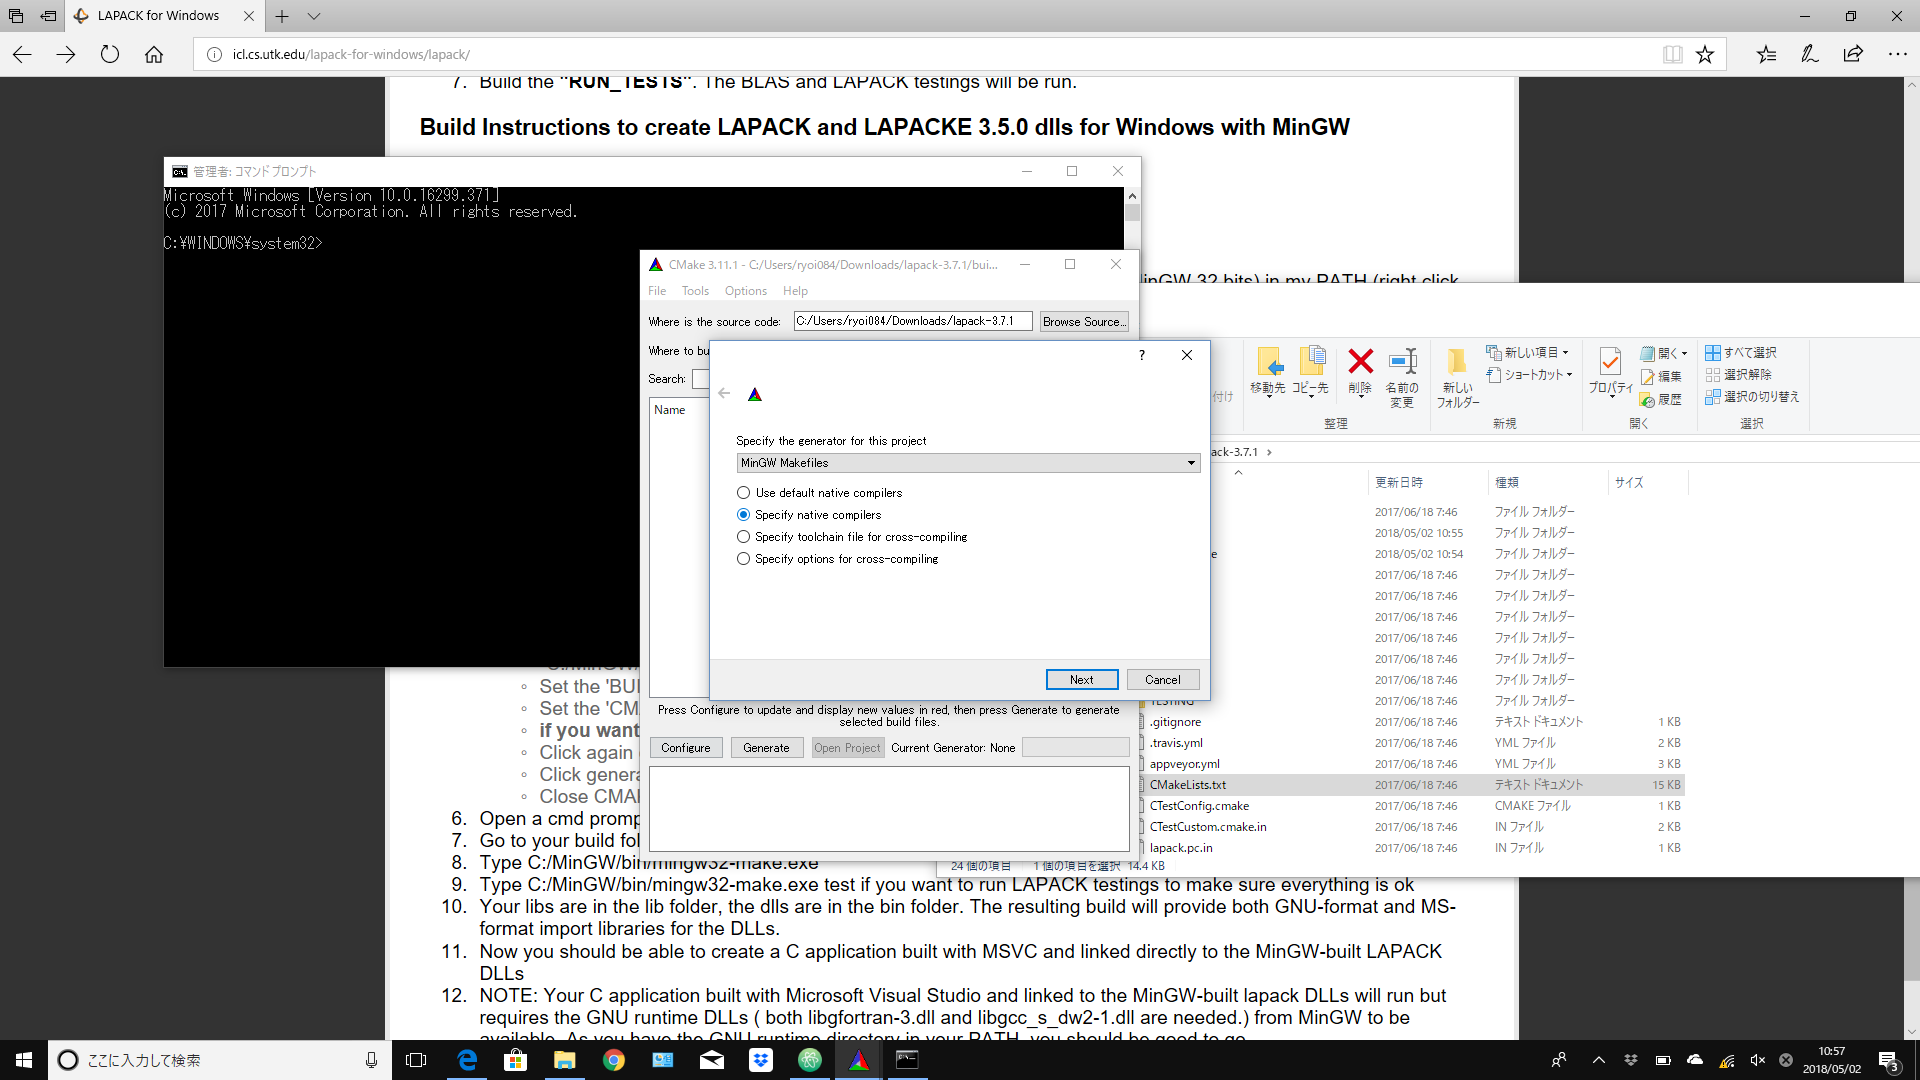 LAPACK for Windows
icl.cs.utk.edu/lapack-for-windows/lapack/
7. Build the "RUN_TESTS". The BLAS and LAPACK testings will be run.
Build Instructions to create LAPACK and LAPACKE 3.5.0 dlls for Windows with MinGW
管理者: コマンド プロンプト
Microsoft Windows [Version 10.0.16299.371]
(c) 2017 Microsoft Corporation. All rights reserved.
C:¥WINDOWS¥system32>
CMake 3.11.1 - C:/Users/ryoi084/Downloads/lapack-3.7.1/bui...
MinGW 32 bits) in my PATH (right click
File Tools Options Help
Where is the source code: C:/Users/ryoi084/Downloads/lapack-3.7.1 Browse Source...
Where to bu
Search:
Name
?
Specify the generator for this project
MinGW Makefiles
Use default native compilers
Specify native compilers
Specify toolchain file for cross-compiling
Specify options for cross-compiling
Next Cancel
Press Configure to update and display new values in red, then press Generate to generate
selected build files.
Configure Generate Open Project Current Generator: None
付け
移動先 コピー先 削除 名前の
変更
整理
新しい
フォルダー
新しい項目
ショートカット
新規
プロパティ
開く
編集
履歴
開く
すべて選択
選択解除
選択の切り替え
選択
ack-3.7.1 >
更新日時 種類 サイズ
2017/06/18 7:46 ファイル フォルダー
2018/05/02 10:55 ファイル フォルダー
e 2018/05/02 10:54 ファイル フォルダー
2017/06/18 7:46 ファイル フォルダー
2017/06/18 7:46 ファイル フォルダー
2017/06/18 7:46 ファイル フォルダー
2017/06/18 7:46 ファイル フォルダー
2017/06/18 7:46 ファイル フォルダー
2017/06/18 7:46 ファイル フォルダー
TESTING 2017/06/18 7:46 ファイル フォルダー
.gitignore 2017/06/18 7:46 テキスト ドキュメント 1 KB
.travis.yml 2017/06/18 7:46 YML ファイル 2 KB
appveyor.yml 2017/06/18 7:46 YML ファイル 3 KB
CMakeLists.txt 2017/06/18 7:46 テキスト ドキュメント 15 KB
CTestConfig.cmake 2017/06/18 7:46 CMAKE ファイル 1 KB
CTestCustom.cmake.in 2017/06/18 7:46 IN ファイル 2 KB
lapack.pc.in 2017/06/18 7:46 IN ファイル 1 KB
24 個の項目 1 個の項目を選択 14.4 KB
Set the 'BUI
Set the 'CMA
if you want
Click again
Click genera
Close CMA
6. Open a cmd promp
7. Go to your build fol
8. Type C:/MinGW/bin/mingw32-make.exe
9. Type C:/MinGW/bin/mingw32-make.exe test if you want to run LAPACK testings to make sure everything is ok
10. Your libs are in the lib folder, the dlls are in the bin folder. The resulting build will provide both GNU-format and MS-
format import libraries for the DLLs.
11. Now you should be able to create a C application built with MSVC and linked directly to the MinGW-built LAPACK
DLLs
12. NOTE: Your C application built with Microsoft Visual Studio and linked to the MinGW-built lapack DLLs will run but
requires the GNU runtime DLLs ( both libgfortran-3.dll and libgcc_s_dw2-1.dll are needed.) from MinGW to be
available. As you have the GNU runtime directory in your PATH, you should be good to go.
ここに入力して検索
10:57
2018/05/02
3